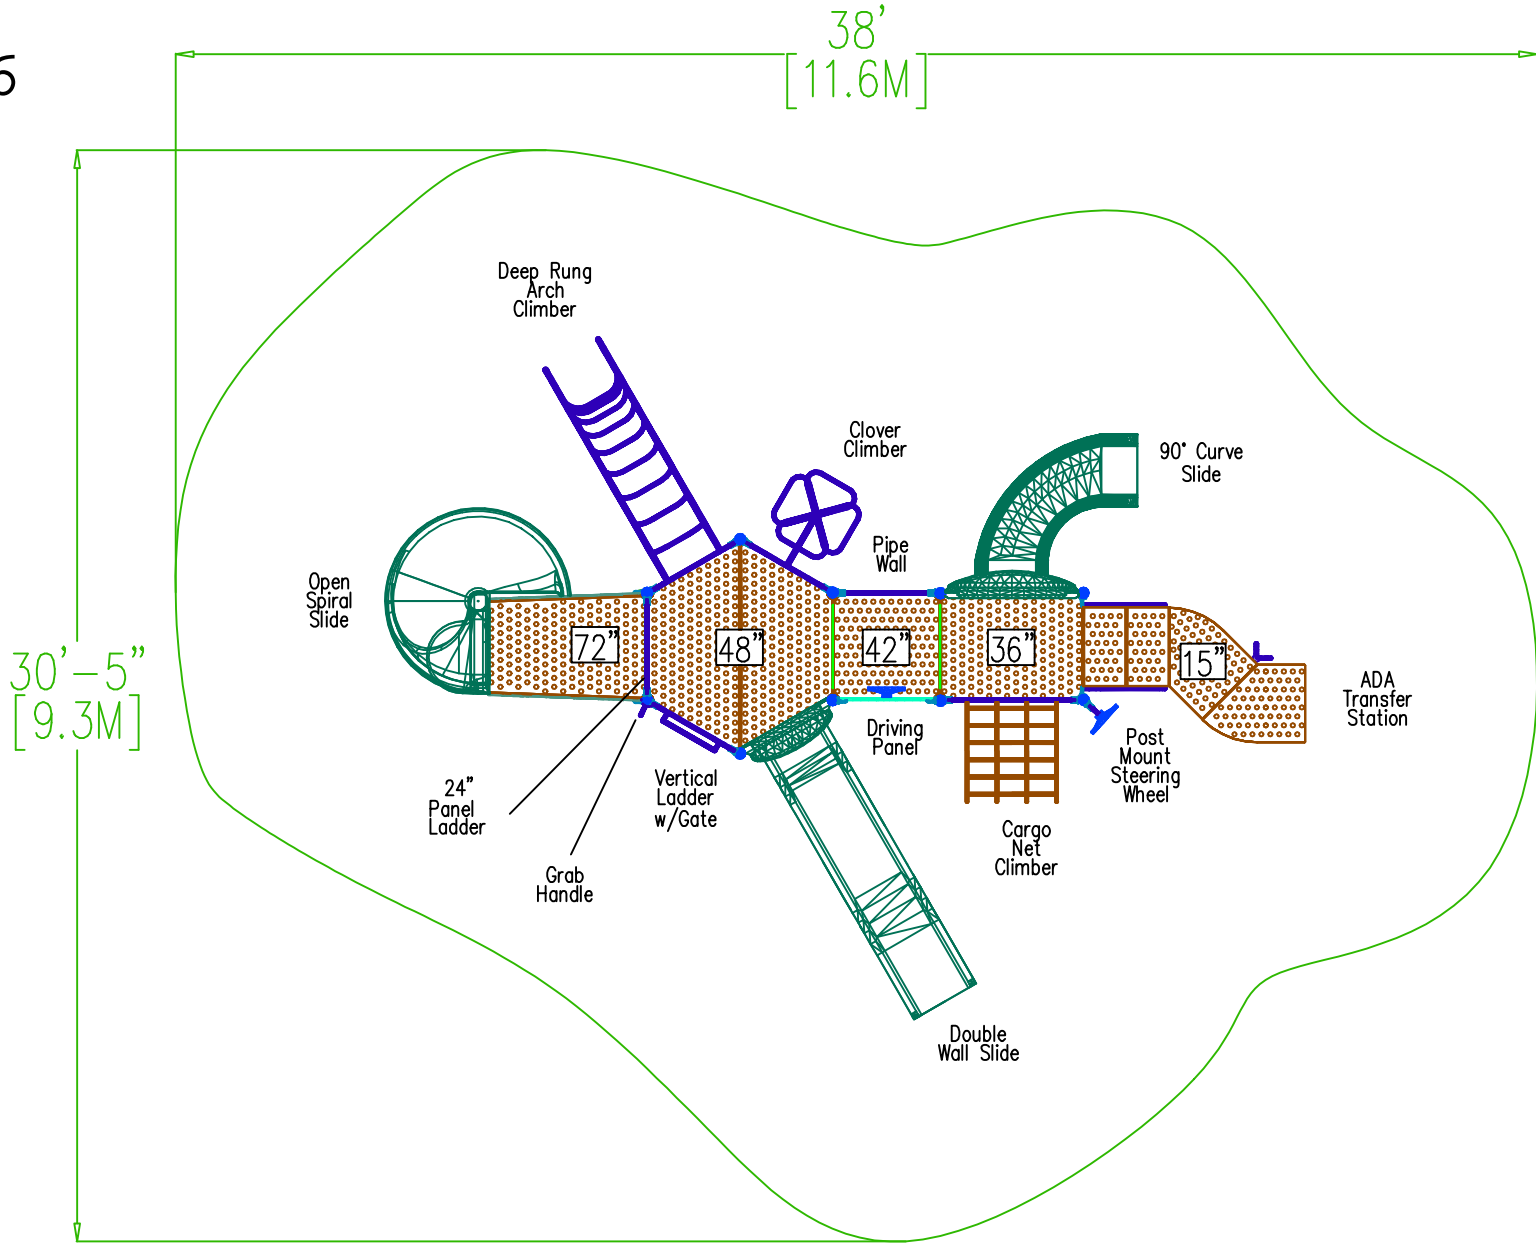 38'
[11.6M]
6
Deep Rung
Arch
Climber
Clover
Climber
90° Curve
Slide
Pipe
Wall
Open
Spiral
Slide
72"
48"
42"
36"
15"
30'-5"
[9.3M]
ADA
Transfer
Station
Driving
Panel
Post
Mount
Steering
Wheel
24"
Panel
Ladder
Vertical
Ladder
w/Gate
Cargo
Net
Climber
Grab
Handle
Double
Wall Slide